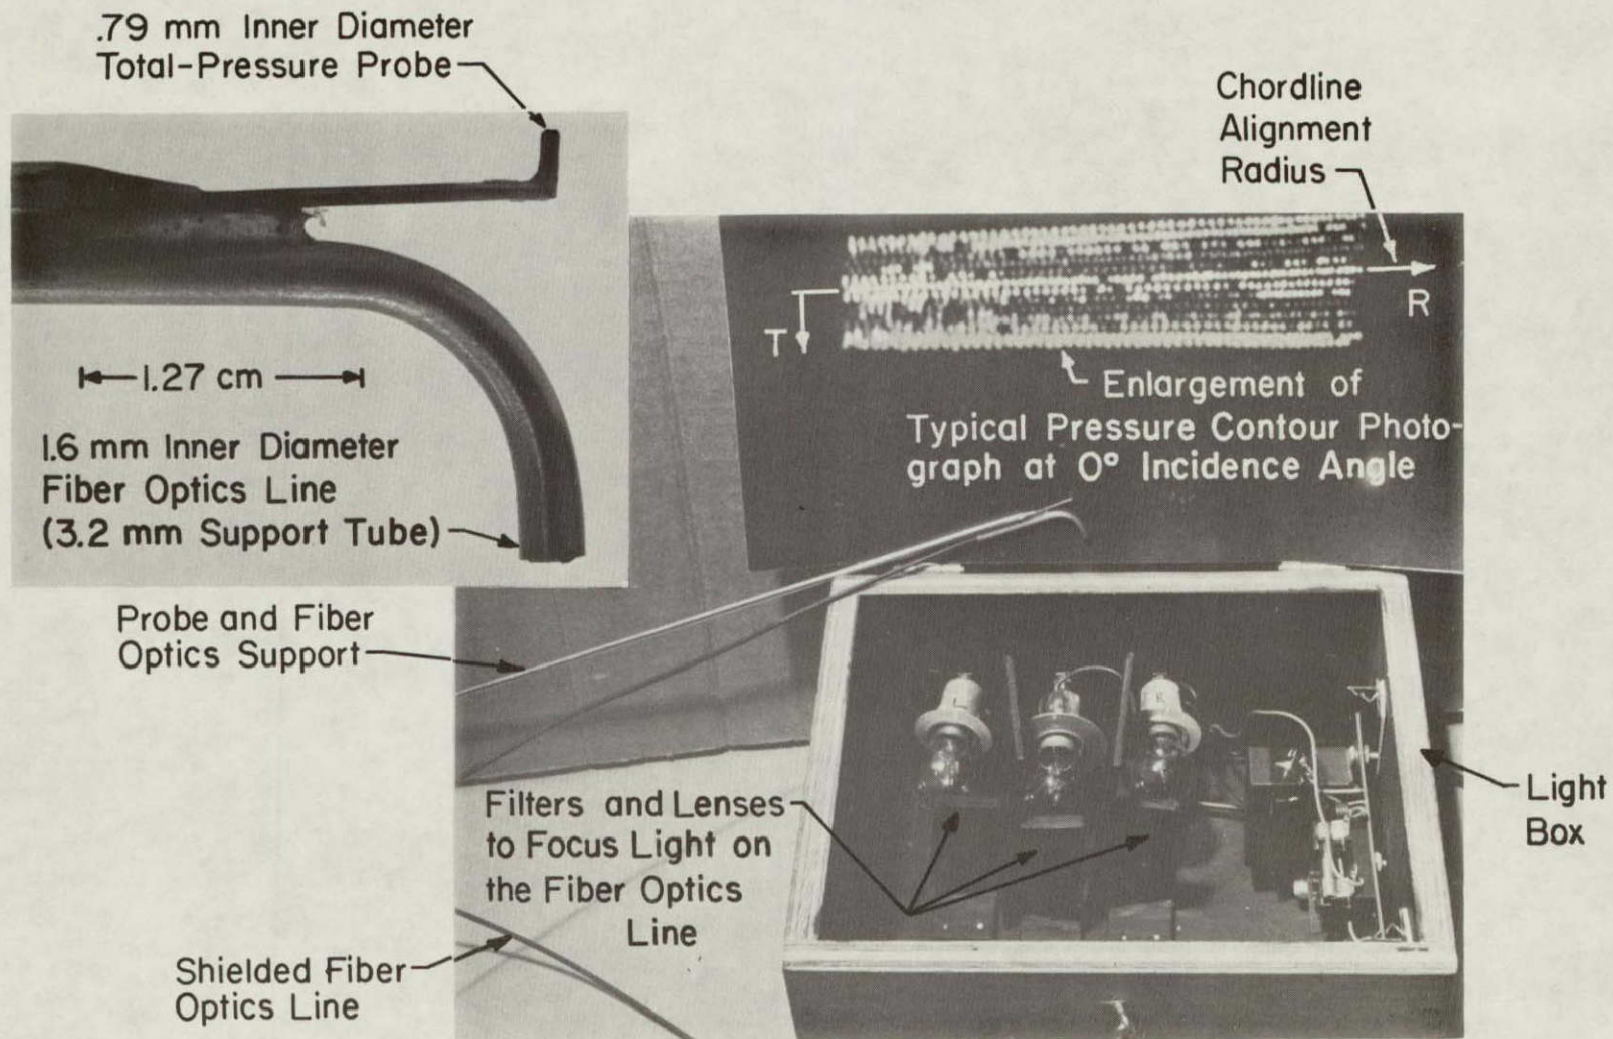 .79 mm Inner Diameter
Total-Pressure Probe
Chordline
Alignment
Radius
R
T
Enlargement of
Typical Pressure Contour Photo-
graph at 0° Incidence Angle
1.27 cm
1.6 mm Inner Diameter
Fiber Optics Line
(3.2 mm Support Tube)
Probe and Fiber
Optics Support
L
R
Filters and Lenses
to Focus Light on
the Fiber Optics
Line
Light
Box
Shielded Fiber
Optics Line